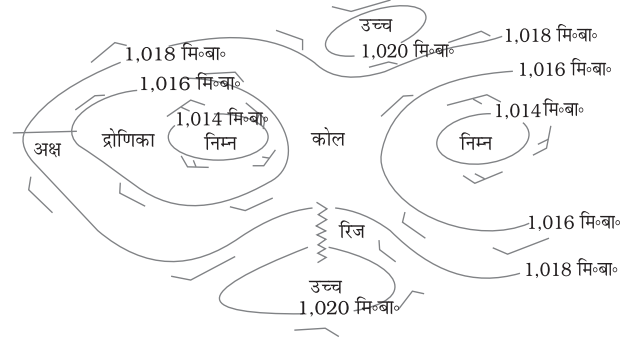 उच्च
1,020 मि॰बा॰
1,018 मि॰बा॰
1,018 मि॰बा॰
1,016 मि॰बा॰
1,016 मि॰बा॰
1,014 मि॰बा॰
1,014 मि॰बा॰
अक्ष
द्रोणिका
निम्न
कोल
निम्न
1,016 मि॰बा॰
रिज
1,018 मि॰बा॰
उच्च
1,020 मि॰बा॰